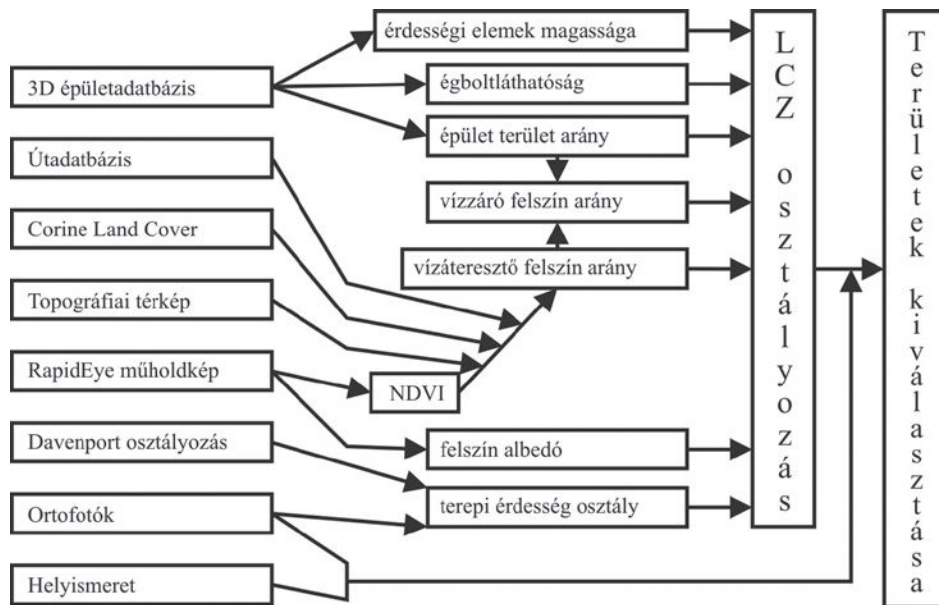 3D épületadatbázis
Útadatbázis
Corine Land Cover
Topográfiai térkép
RapidEye műholdkép
Davenport osztályozás
Ortofotók
Helyismeret
érdességi elemek magassága
égboltláthatóság
épület terület arány
vízzáró felszín arány
vízáteresztő felszín arány
NDVI
felszín albedó
terepi érdesség osztály
LCZ osztályozás
Területek kiválasztása